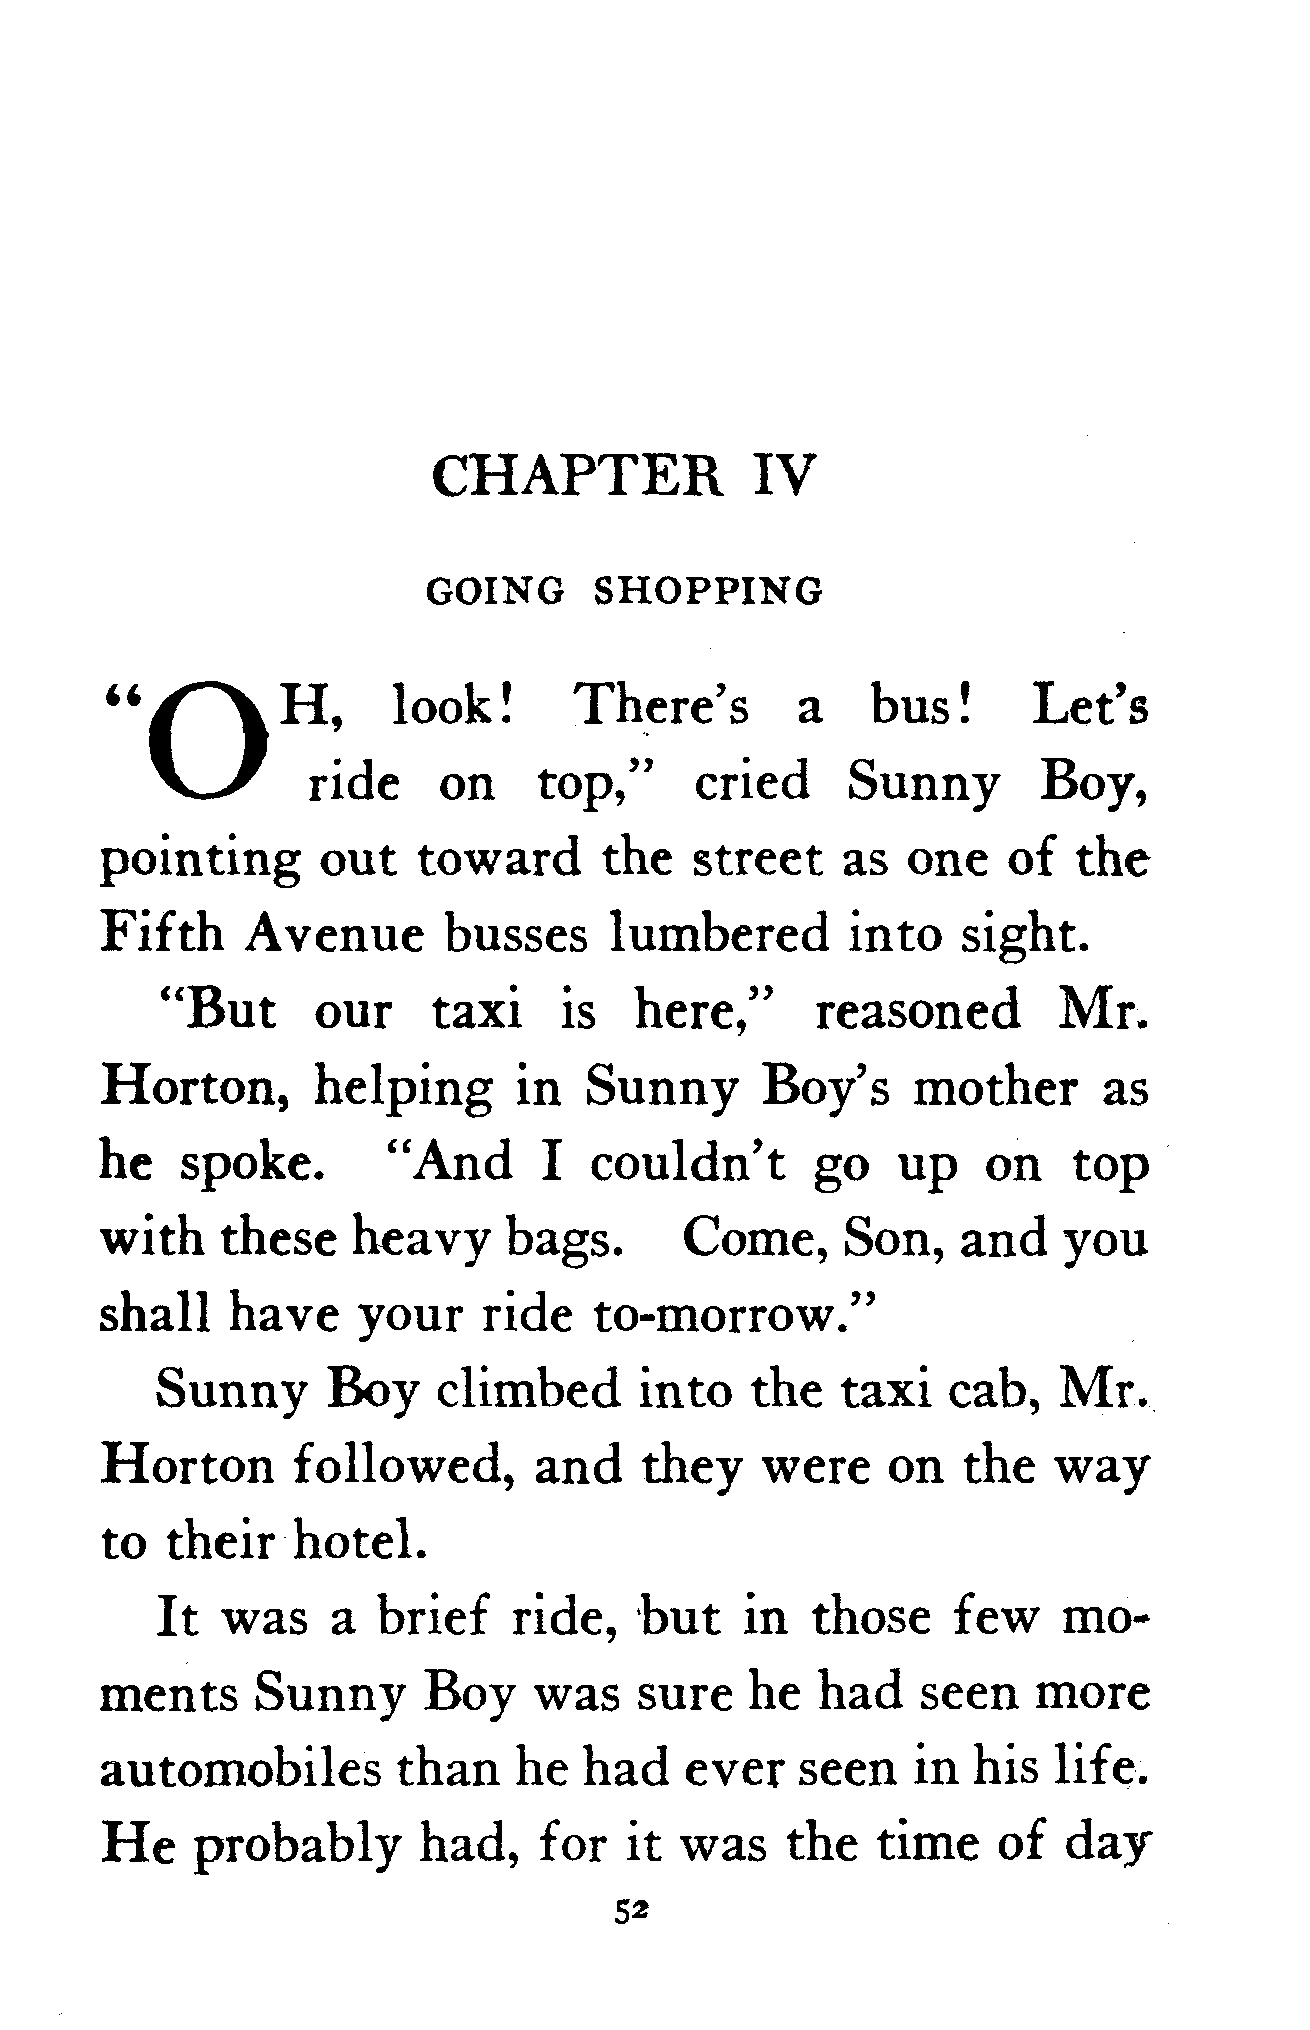 CHAPTER IV
GOING SHOPPING
“OH, look! There’s a bus! Let’s
ride on top,” cried Sunny Boy,
pointing out toward the street as one of the
Fifth Avenue busses lumbered into sight.
“But our taxi is here,” reasoned Mr.
Horton, helping in Sunny Boy’s mother as
he spoke. “And I couldn’t go up on top
with these heavy bags. Come, Son, and you
shall have your ride to-morrow.”
Sunny Boy climbed into the taxi cab, Mr.
Horton followed, and they were on the way
to their hotel.
It was a brief ride, but in those few mo-
ments Sunny Boy was sure he had seen more
automobiles than he had ever seen in his life.
He probably had, for it was the time of day
52